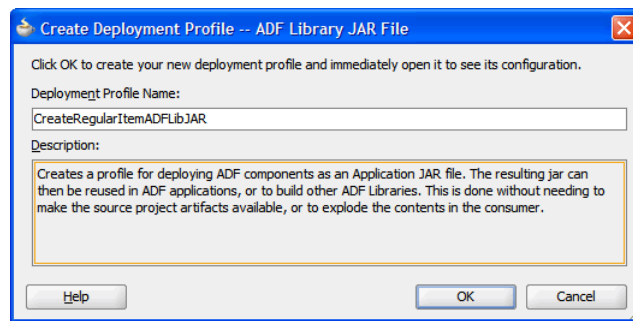 Create Deployment Profile -- ADF Library JAR File
Click OK to create your new deployment profile and immediately open it to see its configuration.
Deployment Profile Name:
CreateRegularItemADFLibJAR
Description:
Creates a profile for deploying ADF components as an Application JAR file. The resulting jar can
then be reused in ADF applications, or to build other ADF Libraries. This is done without needing to
make the source project artifacts available, or to explode the contents in the consumer.
Help
OK
Cancel